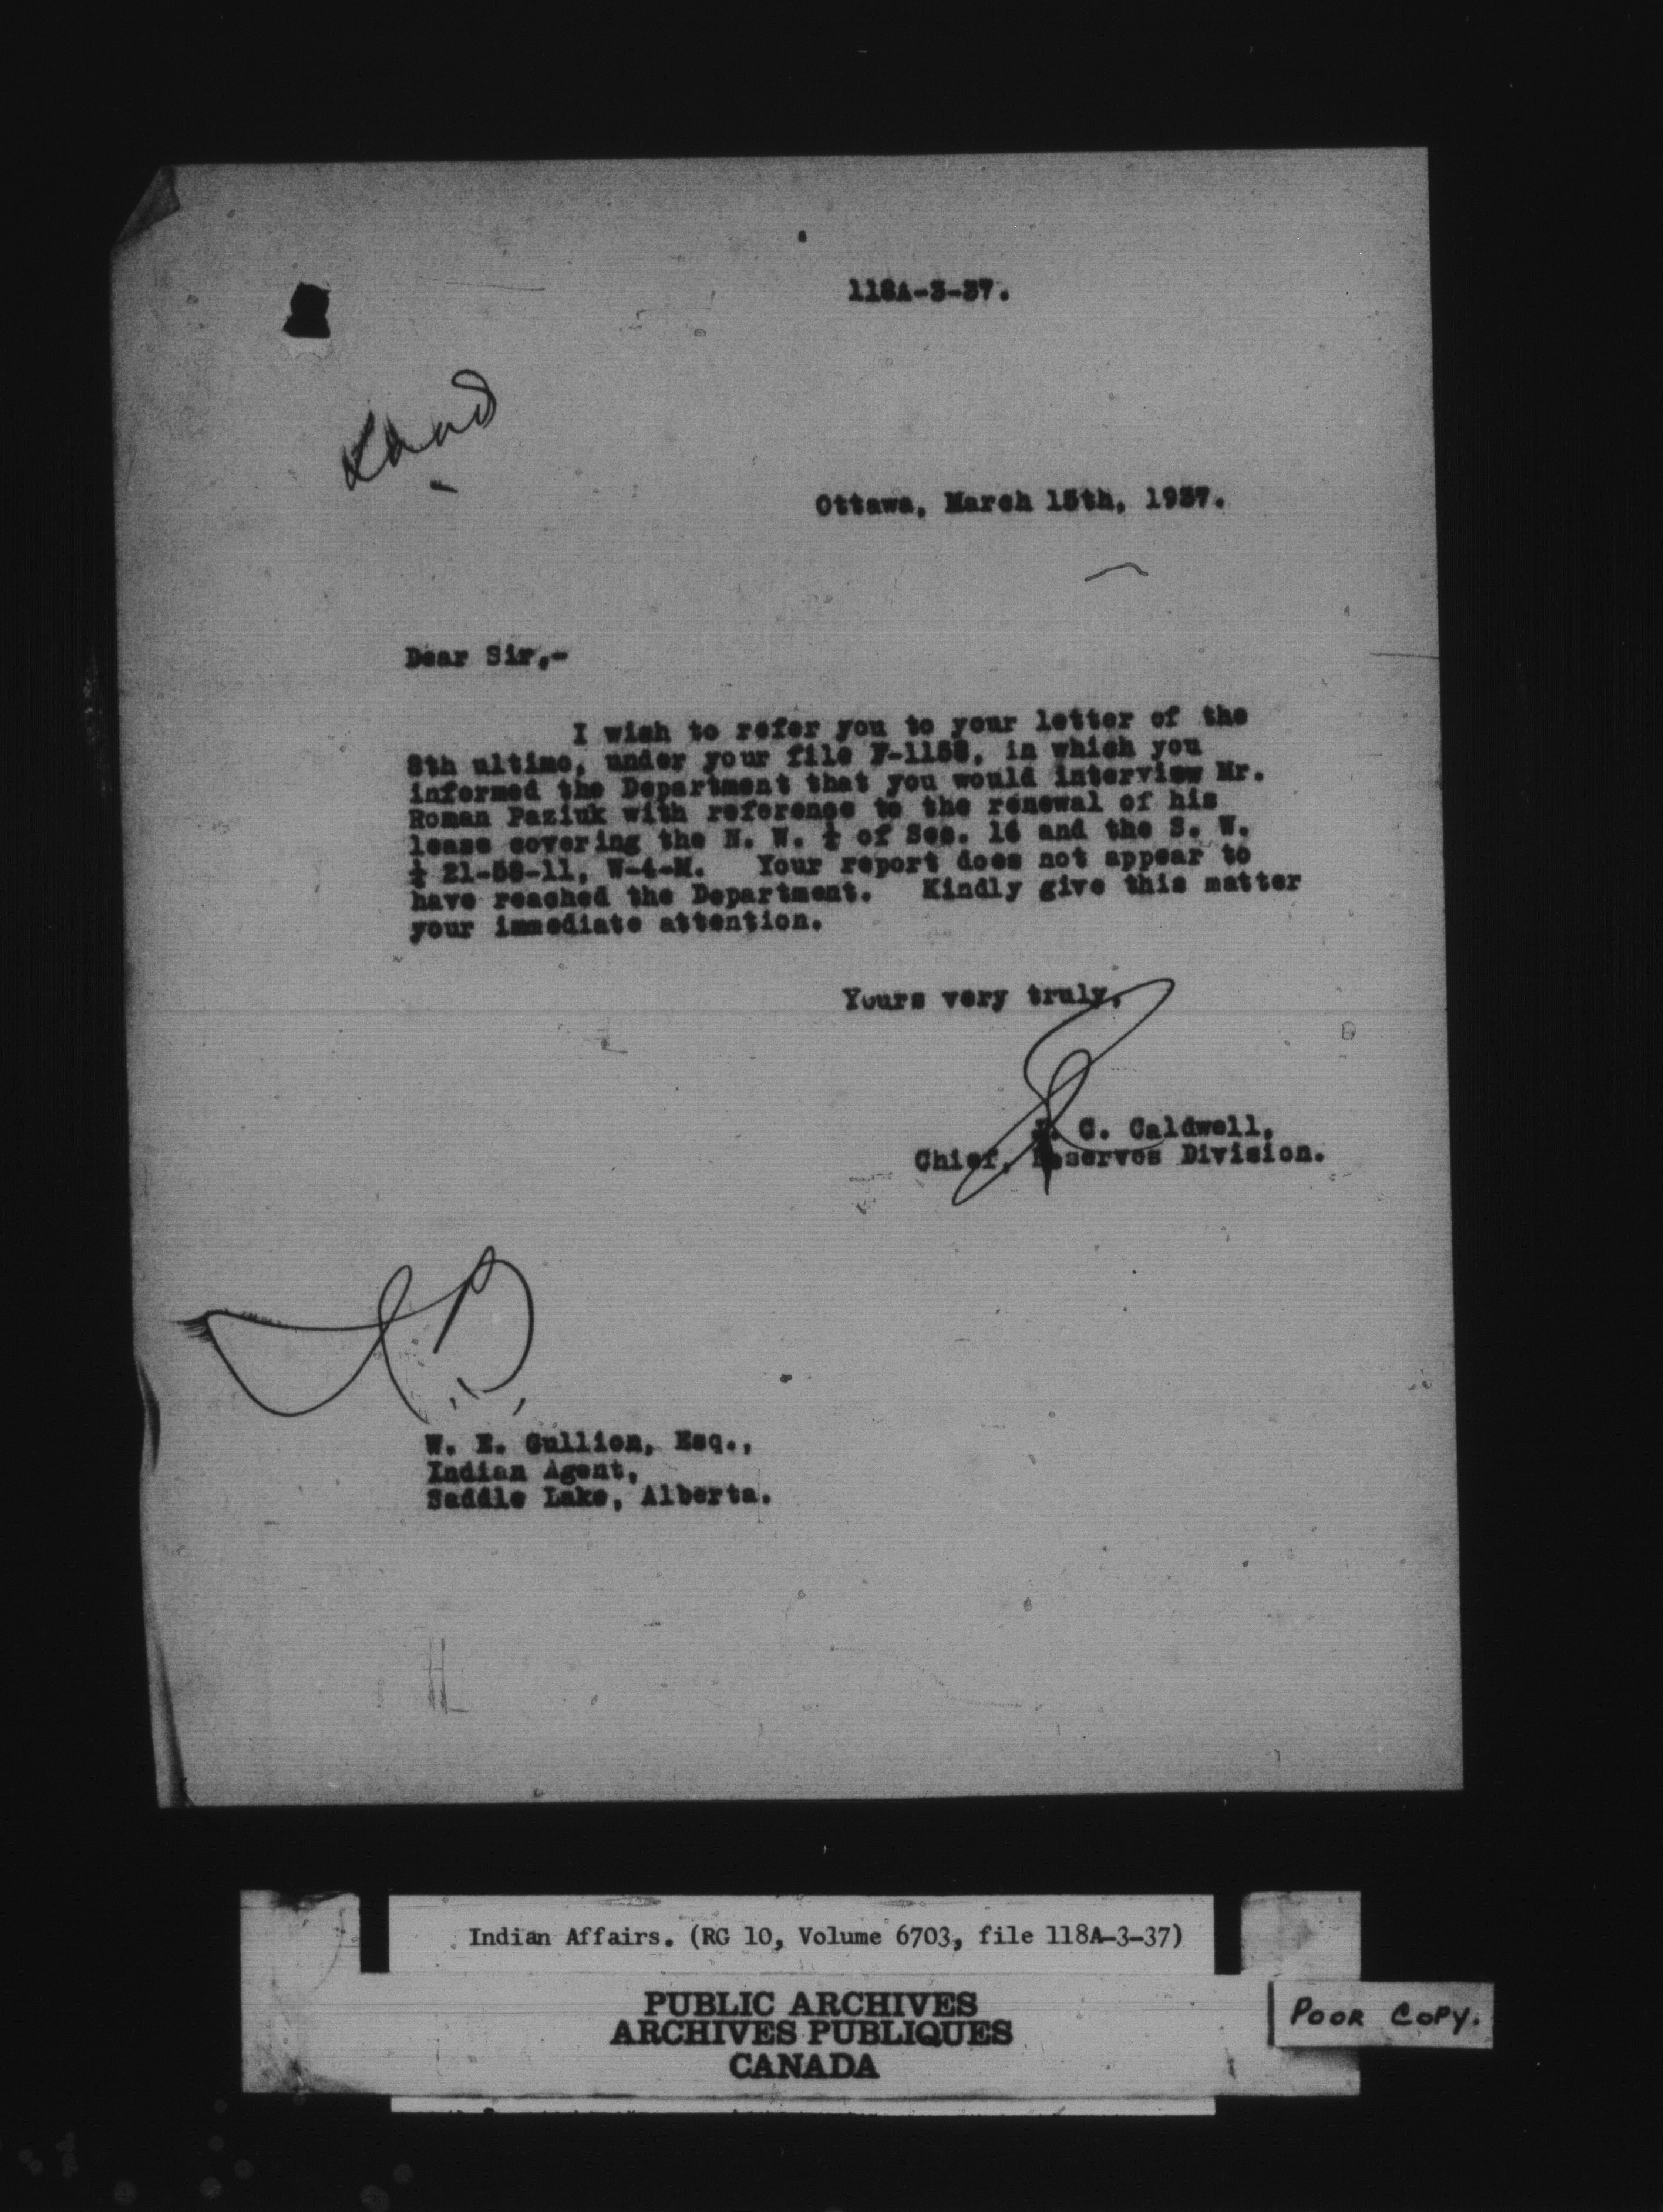 118A-3-37.
Land
Ottawa, March 15th, 1937.
Dear Sir,-
I wish to refer you to your letter of the
8th ultimo, under your file F-1158, in which you
informed the Department that you would interview Mr.
Roman Paziuk with reference to the renewal of his
lease covering the N. W. ¼ of Sec. 16 and the S. W.
¼ 21-58-11, W-4-M. Your report does not appear to
have reached the Department. Kindly give this matter
your immediate attention.
Yours very truly,
J. C. Caldwell,
Chief, Reserves Division.
W. E. Gullion, Esq.,
Indian Agent,
Saddle Lake, Alberta.
Indian Affairs. (RG 10, Volume 6703, file 118A-3-37)
PUBLIC ARCHIVES
ARCHIVES PUBLIQUES
CANADA
POOR COPY.